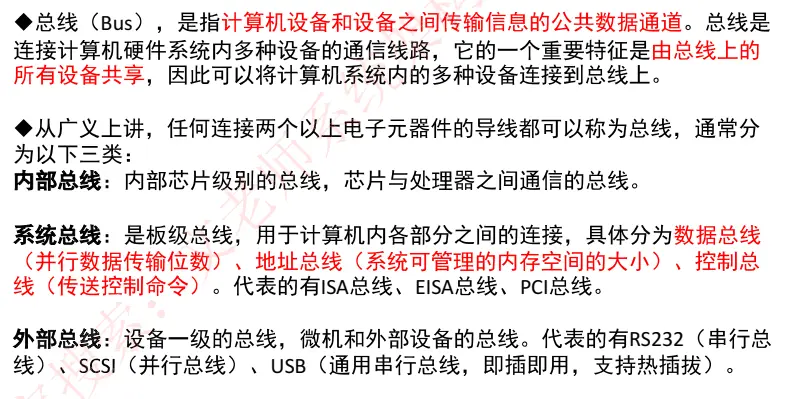 ◆总线（Bus），是指计算机设备和设备之间传输信息的公共数据通道。总线是
连接计算机硬件系统内多种设备的通信线路，它的一个重要特征是由总线上的
所有设备共享，因此可以将计算机系统内的多种设备连接到总线上。
◆从广义上讲，任何连接两个以上电子元器件的导线都可以称为总线，通常分
为以下三类：
内部总线：内部芯片级别的总线，芯片与处理器之间通信的总线。
系统总线：是板级总线，用于计算机内各部分之间的连接，具体分为数据总线
（并行数据传输位数）、地址总线（系统可管理的内存空间的大小）、控制总
线（传送控制命令）。代表的有ISA总线、EISA总线、PCI总线。
外部总线：设备一级的总线，微机和外部设备的总线。代表的有RS232（串行总
线）、SCSI（并行总线）、USB（通用串行总线，即插即用，支持热插拔）。